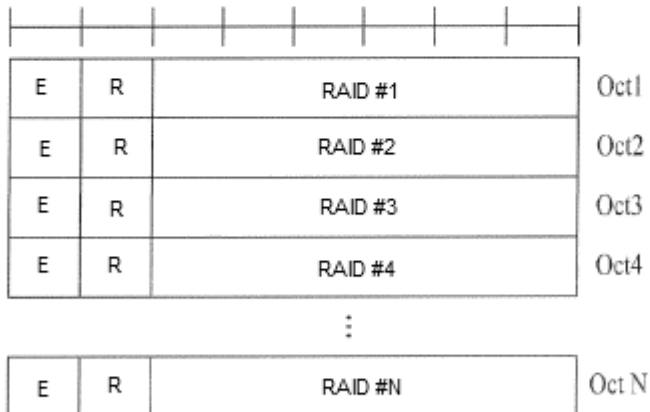 E R RAID #1 Oct1
E R RAID #2 Oct2
E R RAID #3 Oct3
E R RAID #4 Oct4
⋮
E R RAID #N Oct N